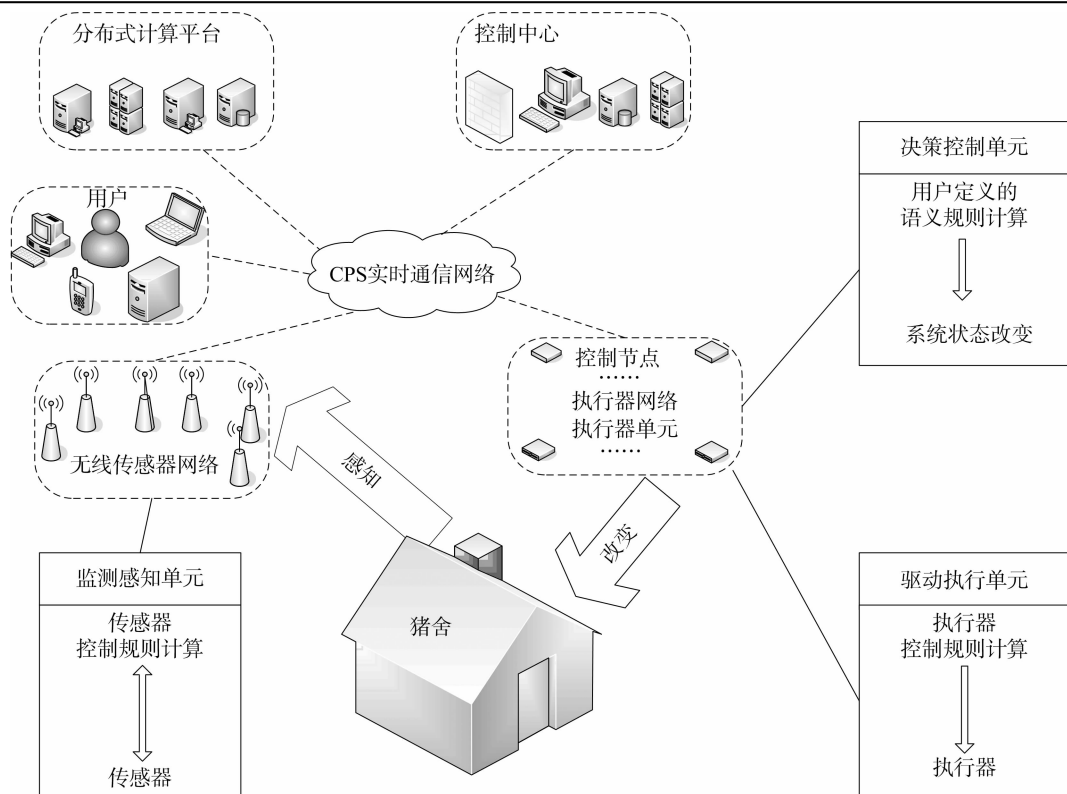 分布式计算平台
控制中心
用户
CPS实时通信网络
决策控制单元
用户定义的
语义规则计算
系统状态改变
控制节点
……
执行器网络
执行器单元
……
无线传感器网络
感知
改变
猪舍
监测感知单元
传感器
控制规则计算
传感器
驱动执行单元
执行器
控制规则计算
执行器